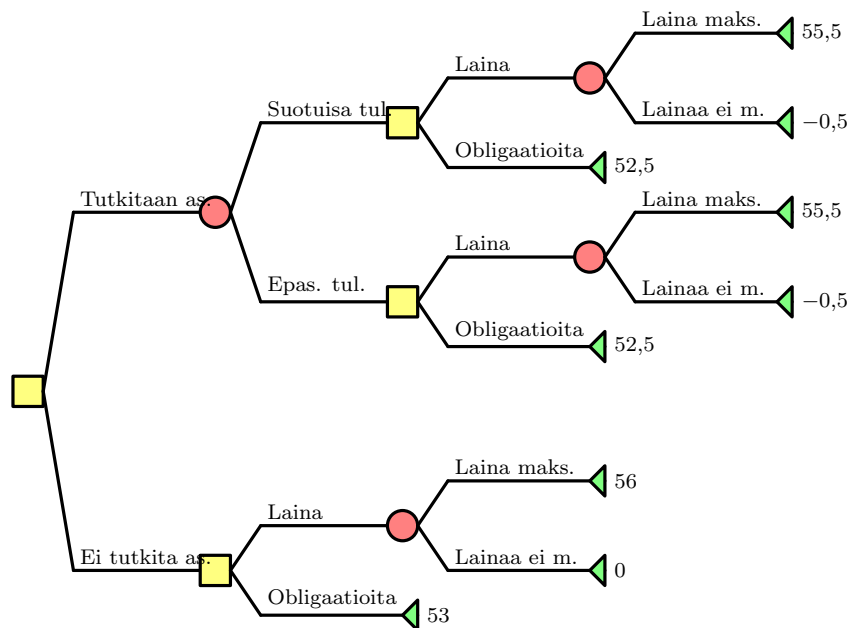 Laina maks. 55,5
Laina
Lainaa ei m. −0,5
Suotuisa tul.
Obligaatioita 52,5
Tutkitaan as.
Laina maks. 55,5
Laina
Epas. tul.
Lainaa ei m. −0,5
Obligaatioita 52,5
Laina maks. 56
Laina
Ei tutkita as.
Lainaa ei m. 0
Obligaatioita 53